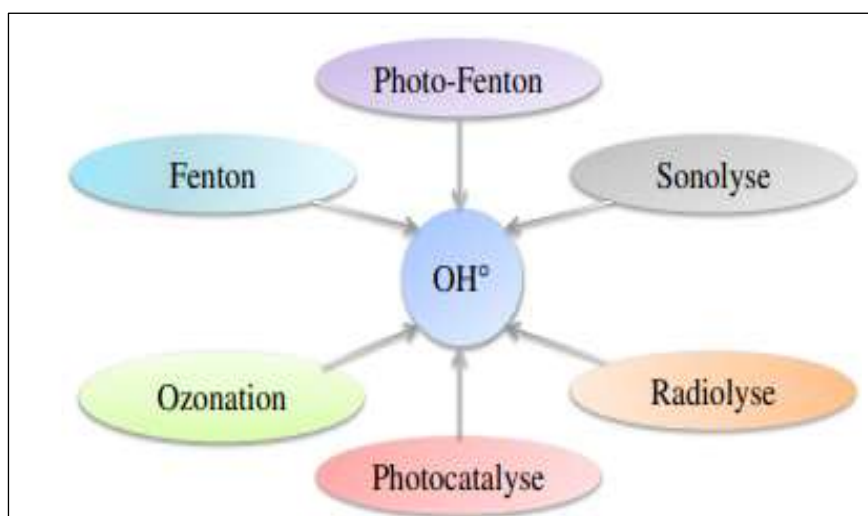 Photo-Fenton
Fenton
Sonolyse
OH°
Ozonation
Radiolyse
Photocatalyse